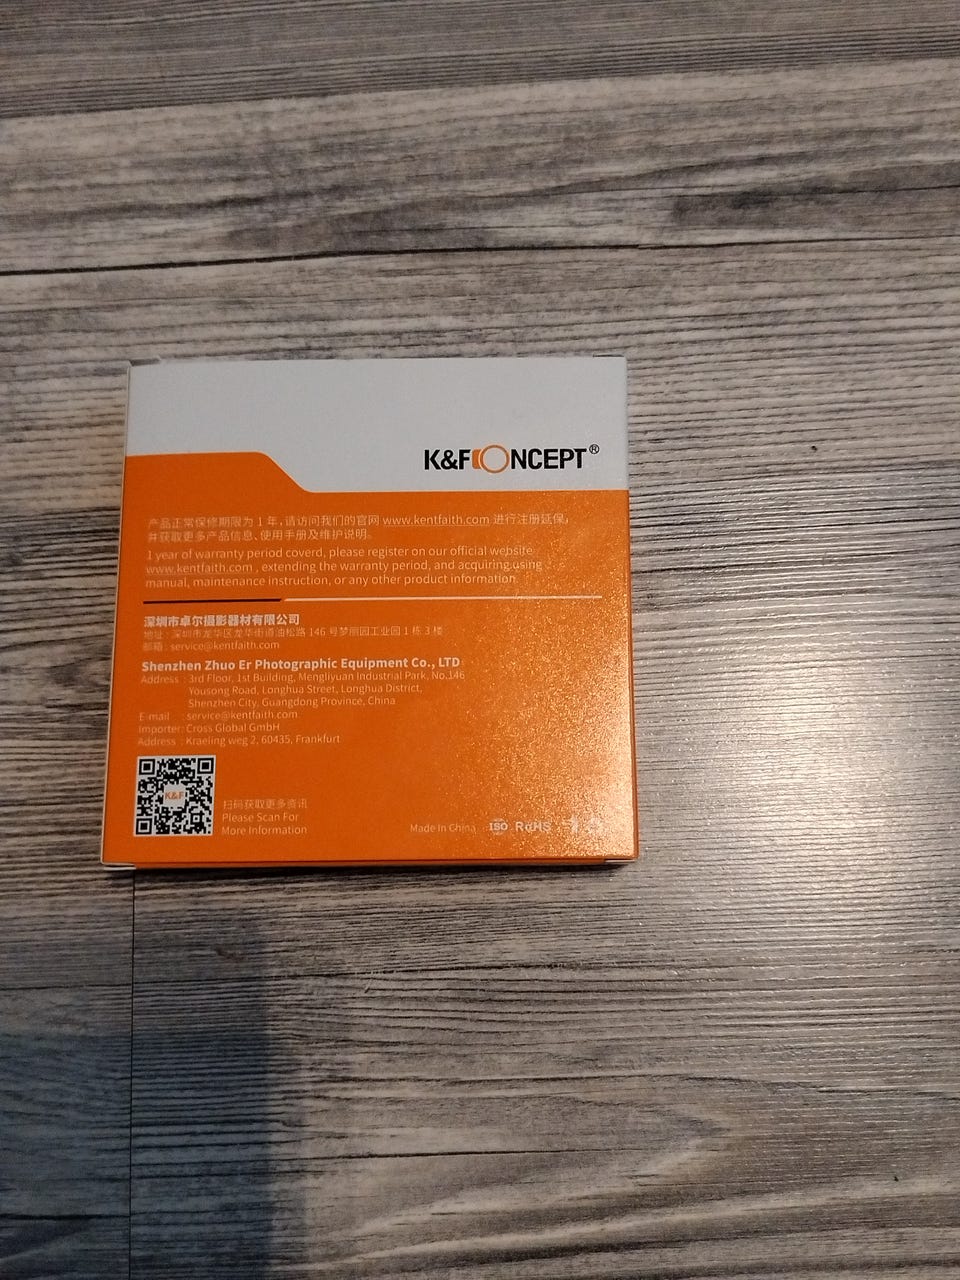 K&F CONCEPT®
产品正常保修期限为 1 年，请访问我们的官网 www.kentfaith.com 进行注册延保，
并获取更多产品信息、使用手册及维护说明。
1 year of warranty period coverd, please register on our official website
www.kentfaith.com , extending the warranty period, and acquiring using
manual, maintenance instruction, or any other product information
深圳市卓尔摄影器材有限公司
地址 : 深圳市龙华区龙华街道油松路 146 号梦丽园工业园 1 栋 3 楼
邮箱 : service@kentfaith.com
Shenzhen Zhuo Er Photographic Equipment Co., LTD
Address : 3rd Floor, 1st Building, Mengliyuan Industrial Park, No.146
Yousong Road, Longhua Street, Longhua District,
Shenzhen City, Guangdong Province, China
E-mail service@kentfaith.com
Importer: Cross Global GmbH
Address : Kraeling weg 2, 60435, Frankfurt
K&F
扫码获取更多资讯
Please Scan For
More Information
Made In China ISO RoHS